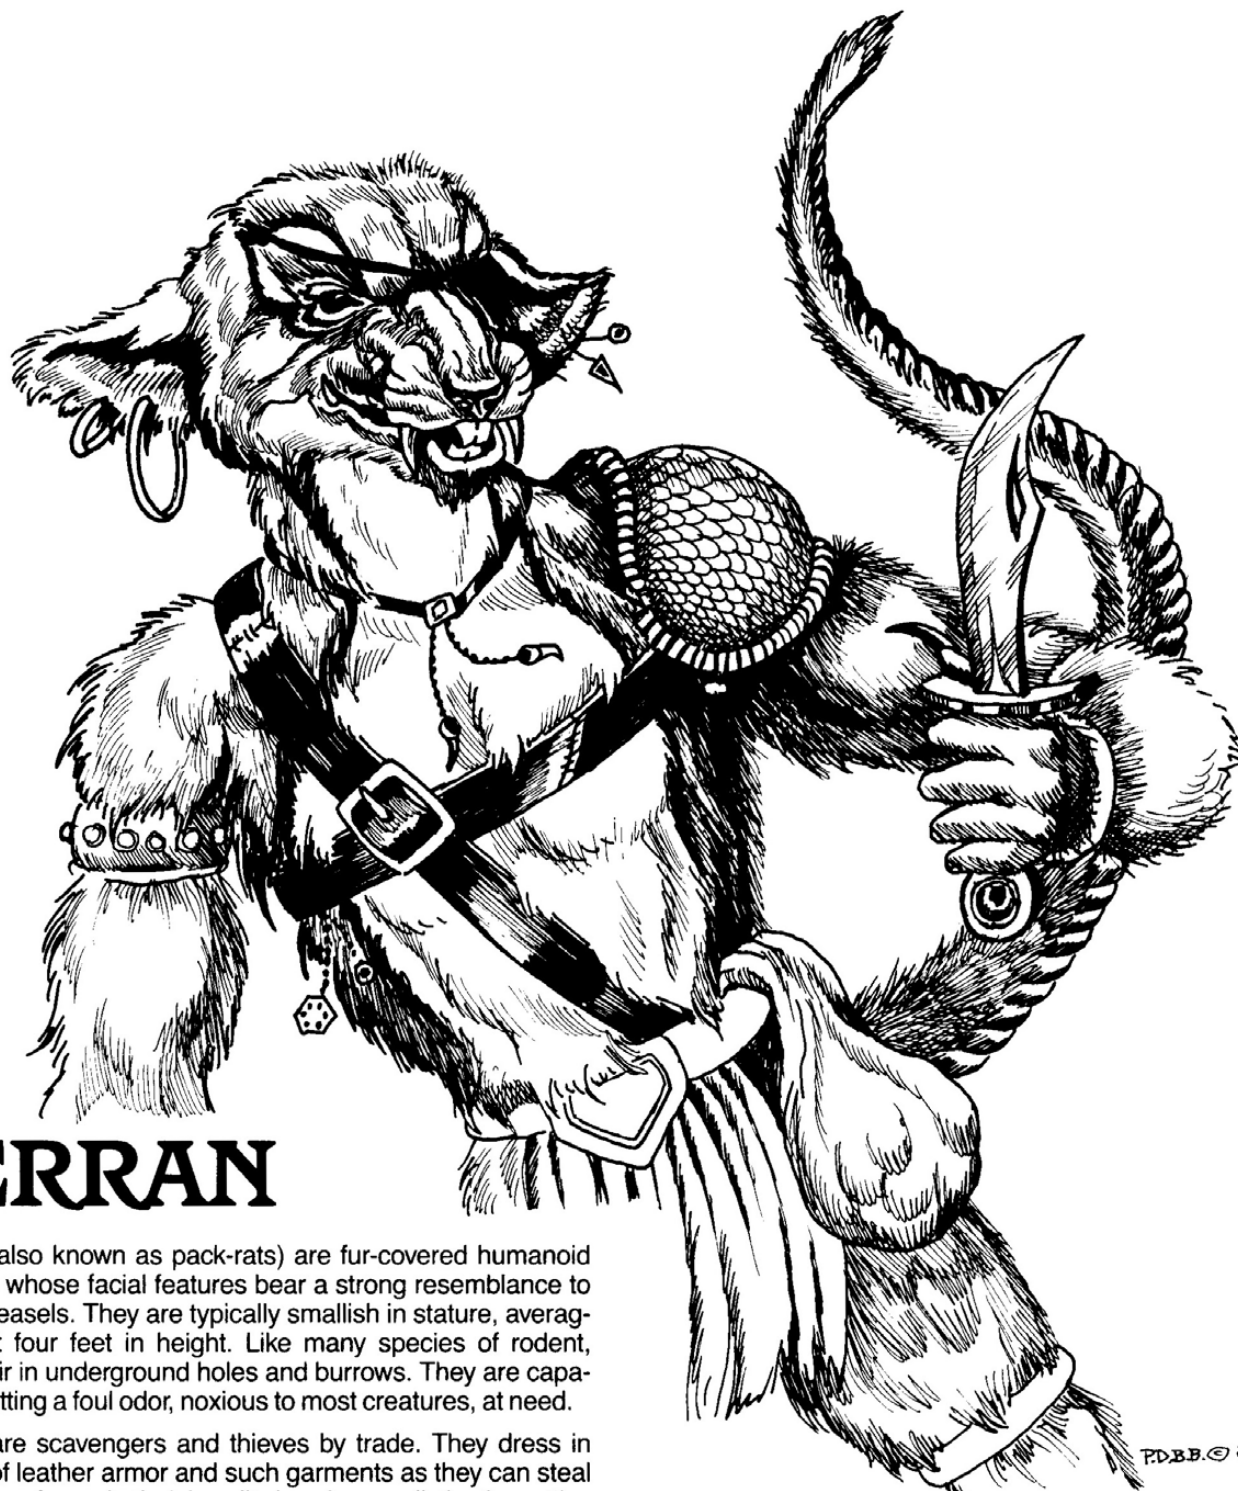 ERRAN
also known as pack-rats) are fur-covered humanoid
whose facial features bear a strong resemblance to
easels. They are typically smallish in stature, averag-
four feet in height. Like many species of rodent,
ir in underground holes and burrows. They are capa-
tting a foul odor, noxious to most creatures, at need.
are scavengers and thieves by trade. They dress in
of leather armor and such garments as they can steal
P.D.B.B. ©